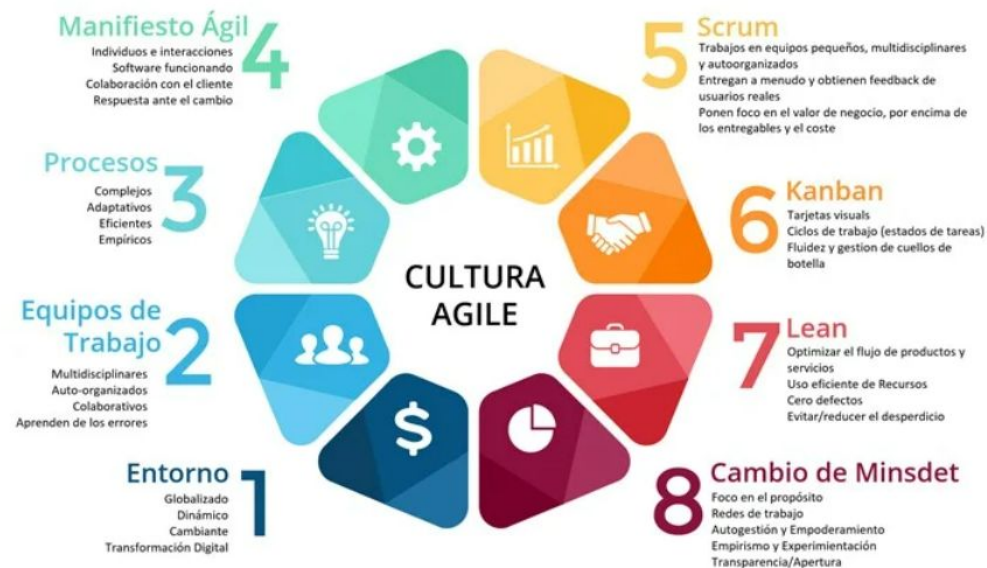 Manifiesto Ágil
4
Individuos e interacciones
Software funcionando
Colaboración con el cliente
Respuesta ante el cambio
5
Scrum
Trabajos en equipos pequeños, multidisciplinares
y autoorganizados
Entregan a menudo y obtienen feedback de
usuarios reales
Ponen foco en el valor de negocio, por encima de
los entregables y el coste
Procesos
3
Complejos
Adaptativos
Eficientes
Empíricos
6
Kanban
Tarjetas visuals
Ciclos de trabajo (estados de tareas)
Fluidez y gestion de cuellos de
botella
CULTURA
AGILE
Equipos de
Trabajo
2
Multidisciplinares
Auto-organizados
Colaborativos
Aprenden de los errores
7
Lean
Optimizar el flujo de productos y
servicios
Uso eficiente de Recursos
Cero defectos
Evitar/reducer el desperdicio
$
Entorno
1
Globalizado
Dinámico
Cambiante
Transformación Digital
8
Cambio de Minsdet
Foco en el propósito
Redes de trabajo
Autogestión y Empoderamiento
Empirismo y Experimentación
Transparencia/Apertura